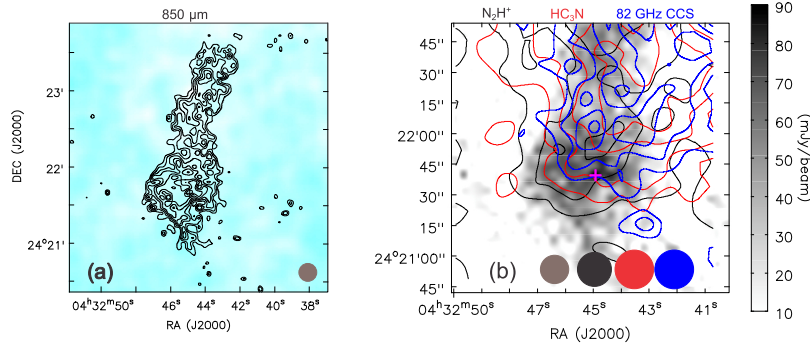 850 μm
DEC (J2000)
23'
22'
24°21'
(a)
04ʰ32ᵐ50ˢ 46ˢ 44ˢ 42ˢ 40ˢ 38ˢ
RA (J2000)
N₂H⁺ HC₃N 82 GHz CCS
45''
30''
15''
22'00''
45''
30''
15''
24°21'00''
45''
(b)
04ʰ32ᵐ50ˢ 47ˢ 45ˢ 43ˢ 41ˢ
RA (J2000)
90
80
70
60
50
40
30
20
10
(mJy/beam)